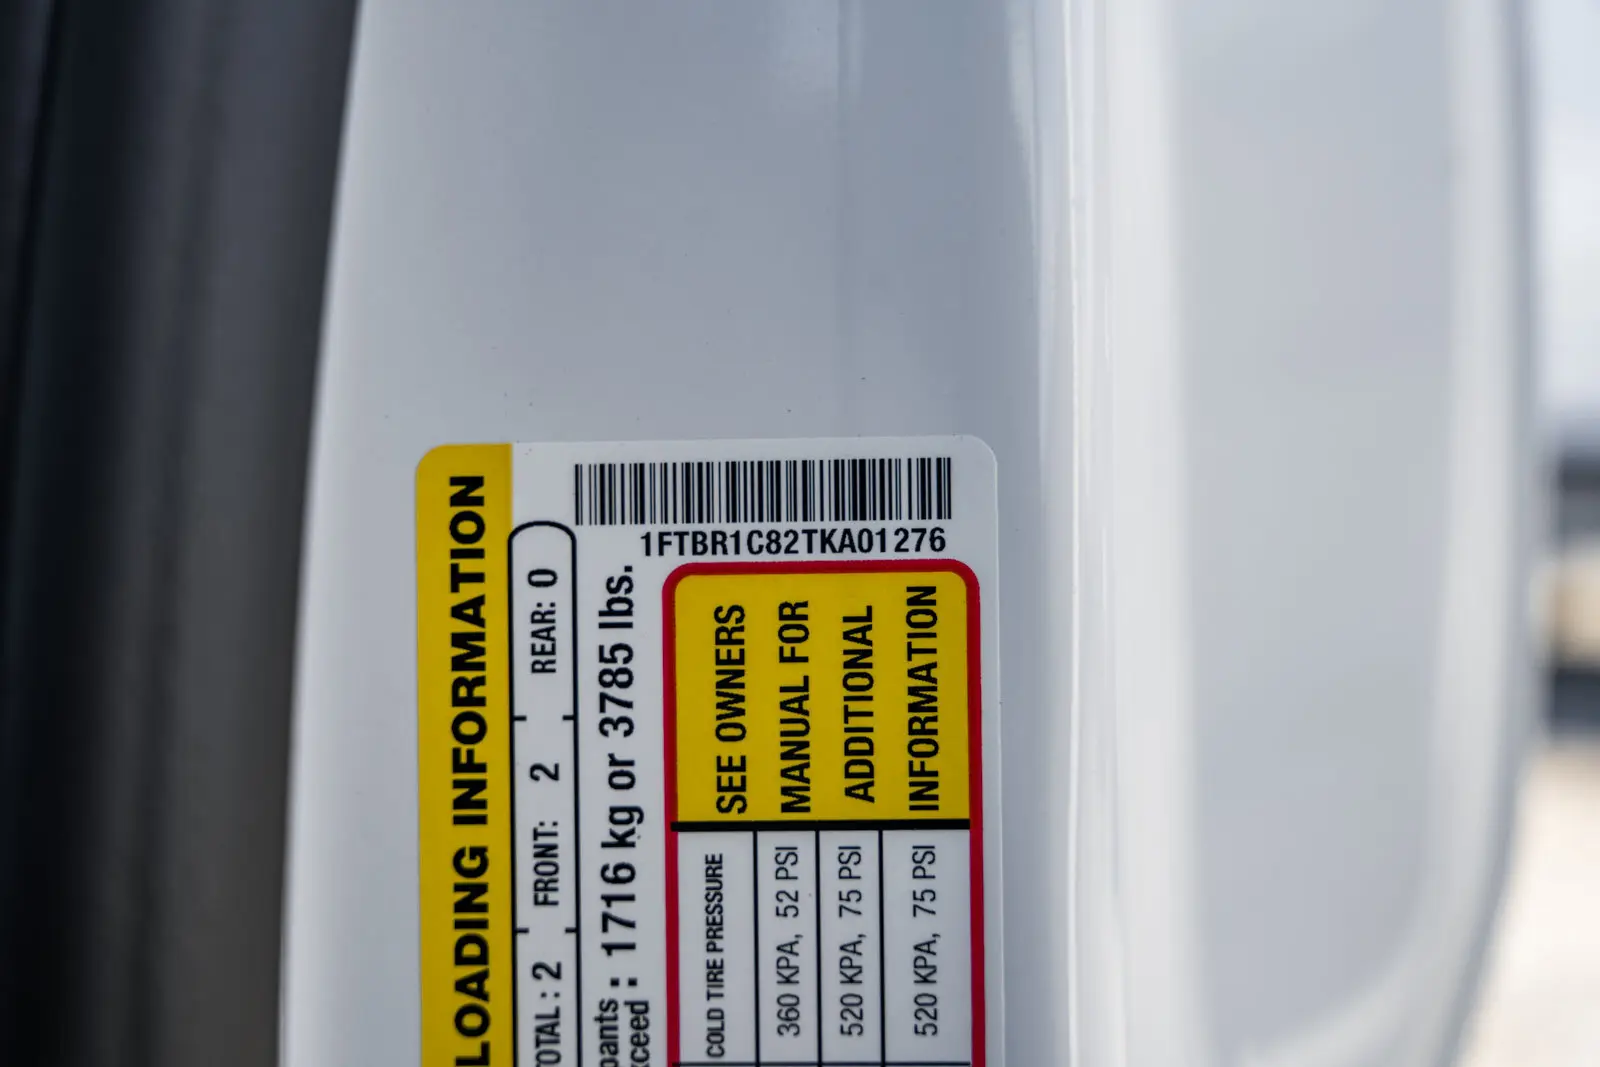 1FTBR1C82TKA01276
LOADING INFORMATION
TOTAL : 2 FRONT: 2 REAR: 0
: 1716 kg or 3785 lbs.
COLD TIRE PRESSURE
360 KPA, 52 PSI
520 KPA, 75 PSI
520 KPA, 75 PSI
SEE OWNERS
MANUAL FOR
ADDITIONAL
INFORMATION